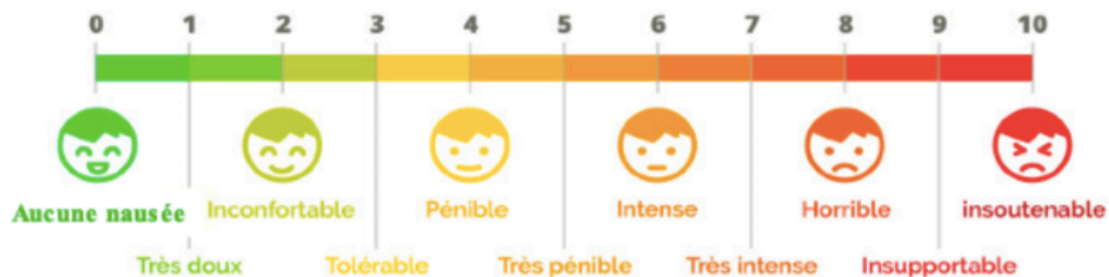 0 1 2 3 4 5 6 7 8 9 10
Aucune nausée Inconfortable Pénible Intense Horrible insoutenable
Très doux Tolérable Très pénible Très intense Insupportable